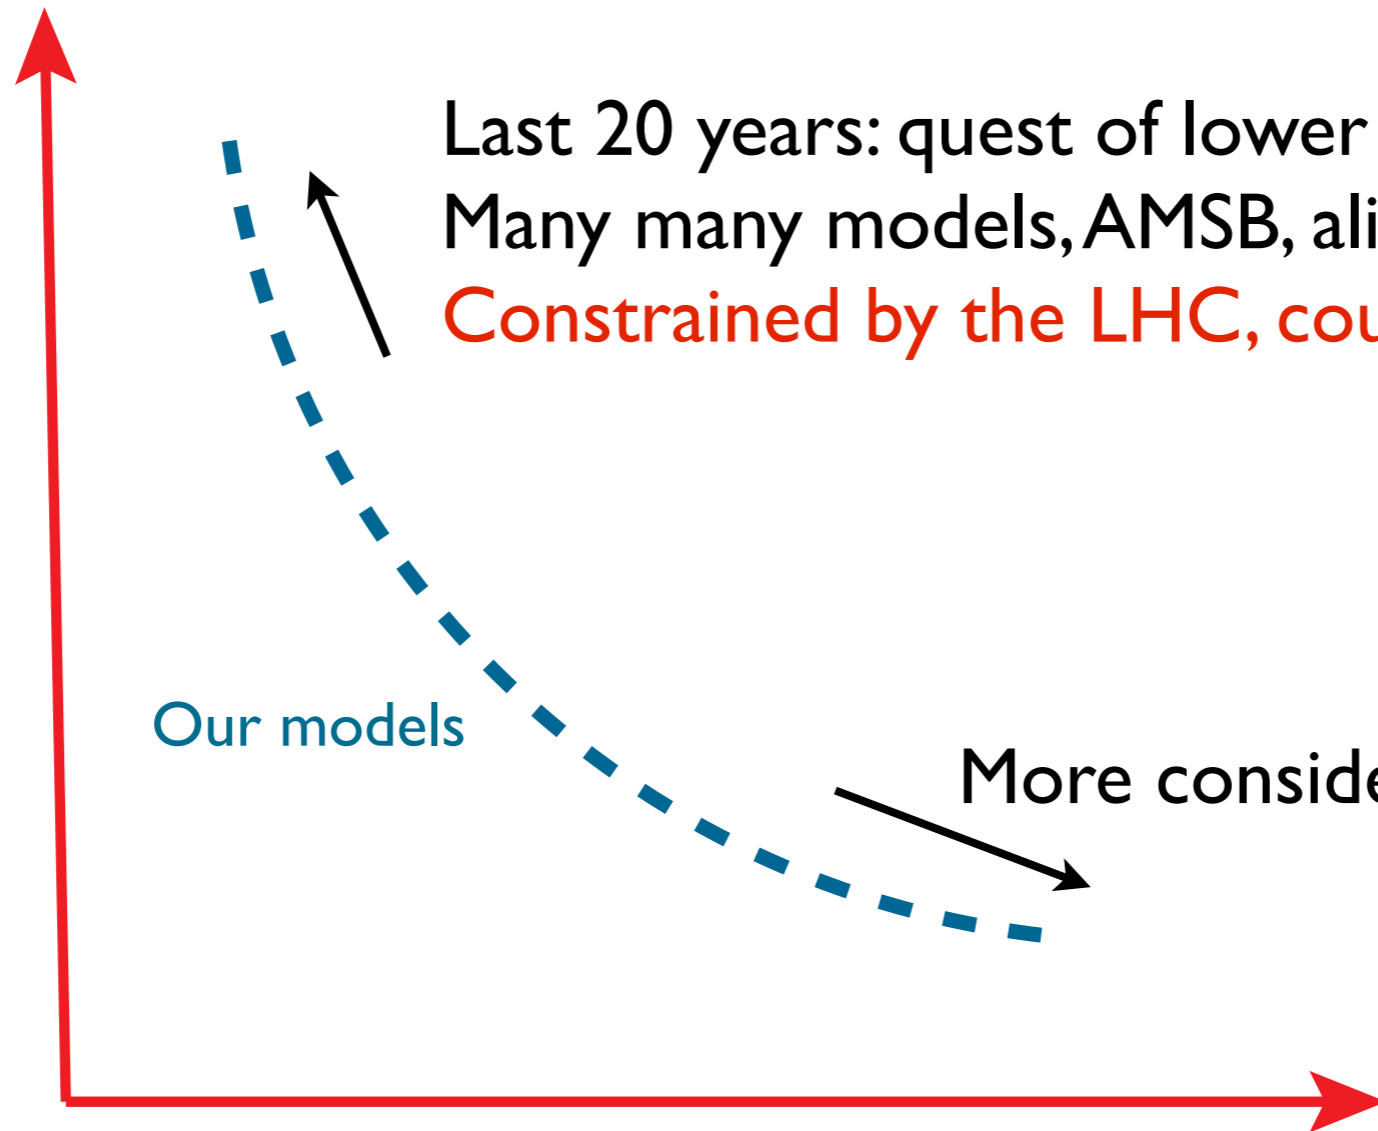 Last 20 years: quest of lower
Many many models, AMSB, ali
Constrained by the LHC, cou
Our models
More conside